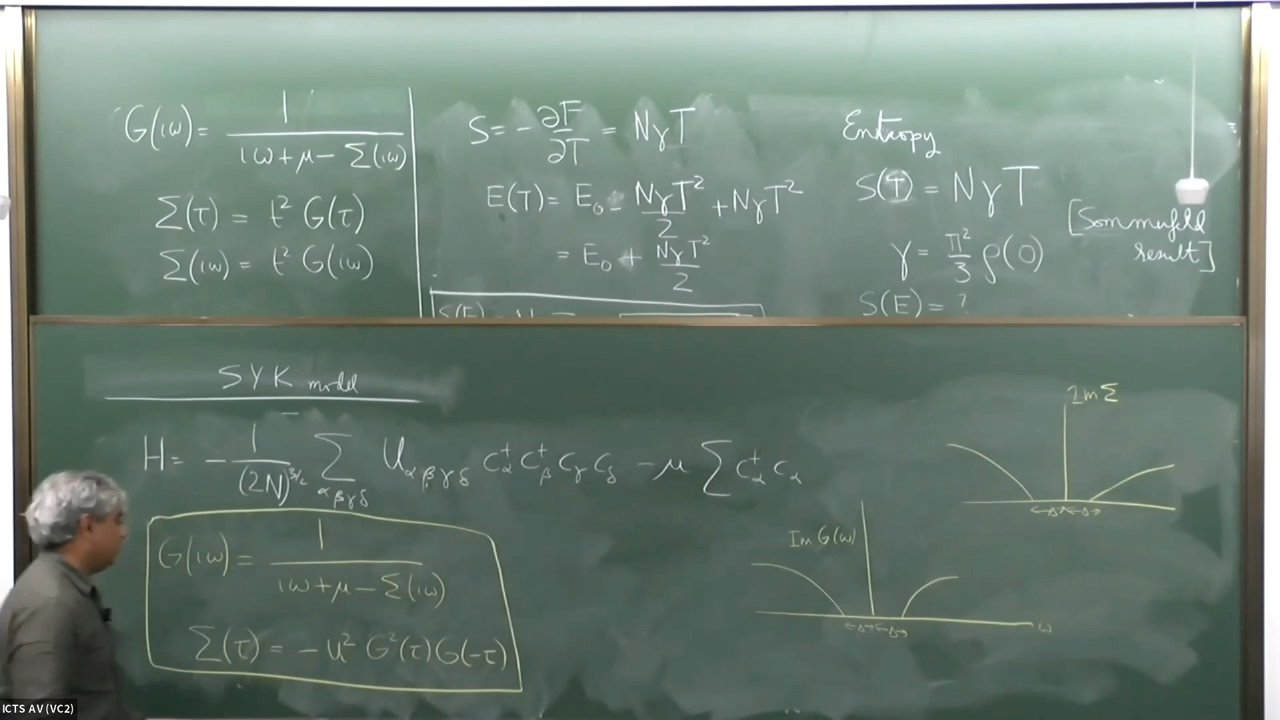 G(iω) = 1 / (iω + μ − Σ(iω))
Σ(τ) = t² G(τ)
Σ(iω) = t² G(iω)
S = − ∂F/∂T = NγT
E(T) = E₀ − NγT²/2 + NγT²
= E₀ + NγT²/2
Entropy
S(T) = NγT
[Sommerfeld result]
γ = π²/3 ρ(0)
S(E) = ?
SYK model
H = − 1/(2N)^{3/2} Σ_{αβγδ} U_{αβγδ} c†_α c†_β c_γ c_δ − μ Σ c†_α c_α
G(iω) = 1 / (iω + μ − Σ(iω))
Σ(τ) = − U² G²(τ) G(−τ)
Im Σ
←Δ→←Δ→
Im G(ω)
←Δ→←Δ→ ω
ICTS AV (VC2)